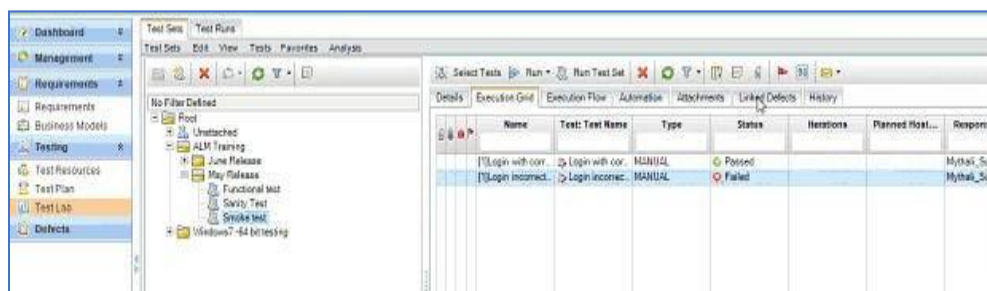 Dashboard
Management
Requirements
Requirements
Business Models
Testing
Test Resources
Test Plan
Test Lab
Defects
Test Sets Test Runs
Test Sets Edit View Tests Favorites Analysis
No Filter Defined
Root
Unattached
ALM Training
June Release
May Release
Functional test
Sanity Test
Smoke test
Windows7 -64 bit testing
Select Tests Run Run Test Set
Details Execution Grid Execution Flow Automation Attachments Linked Defects History
Name Test: Test Name Type Status Iterations Planned Host... Respon
[1]Login with corr... Login with cor... MANUAL Passed Mythali_Su
[1]Login incorrect... Login incorrec... MANUAL Failed Mythali_Su